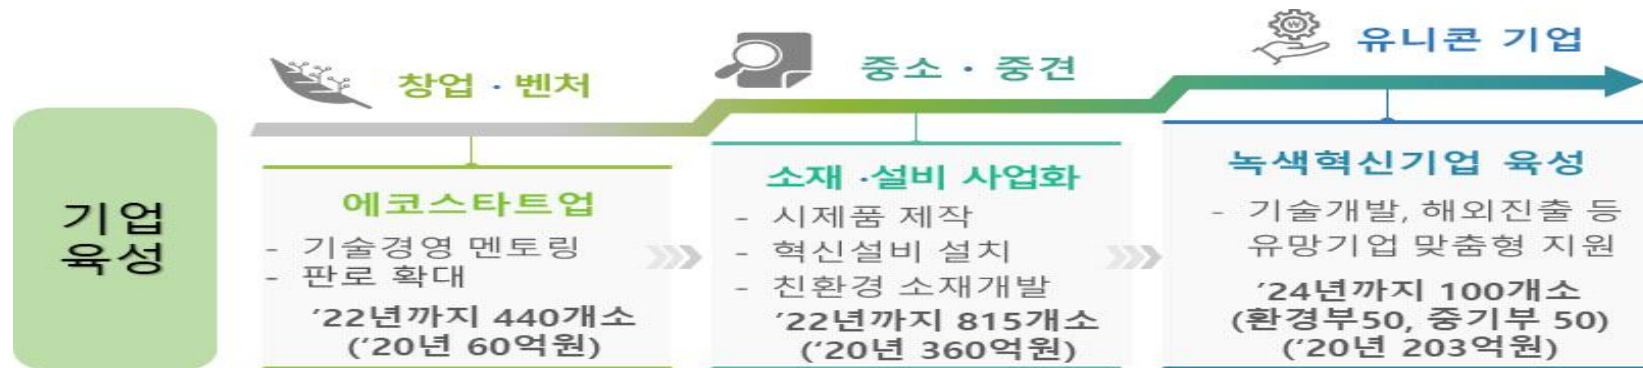 기업
육성
창업 · 벤처
에코스타트업
- 기술경영 멘토링
- 판로 확대
’22년까지 440개소
(‘20년 60억원)
중소 · 중견
소재 ·설비 사업화
- 시제품 제작
- 혁신설비 설치
- 친환경 소재개발
’22년까지 815개소
(‘20년 360억원)
유니콘 기업
녹색혁신기업 육성
- 기술개발, 해외진출 등
유망기업 맞춤형 지원
’24년까지 100개소
(환경부50, 중기부 50)
(‘20년 203억원)